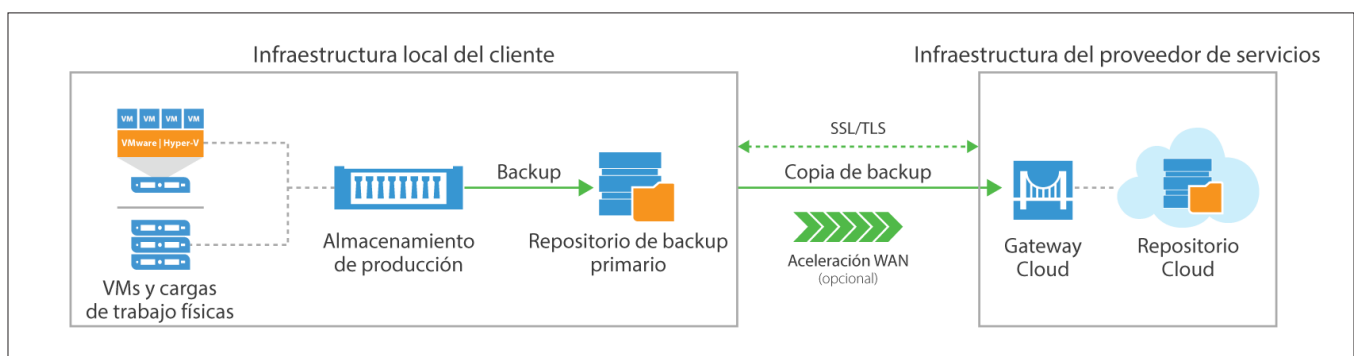 Infraestructura local del cliente
VM VM VM VM
VMware | Hyper-V
VMs y cargas
de trabajo físicas
Almacenamiento
de producción
Backup
Repositorio de backup
primario
SSL/TLS
Copia de backup
Aceleración WAN
(opcional)
Infraestructura del proveedor de servicios
Gateway
Cloud
Repositorio
Cloud